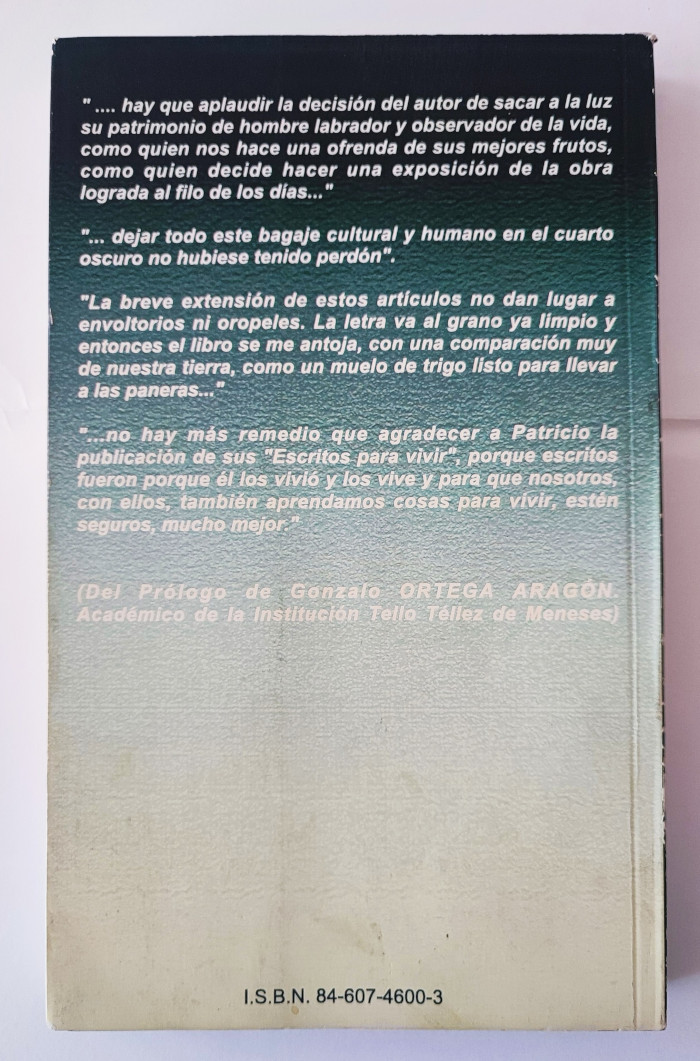 " .... hay que aplaudir la decisión del autor de sacar a la luz
su patrimonio de hombre labrador y observador de la vida,
como quien nos hace una ofrenda de sus mejores frutos,
como quien decide hacer una exposición de la obra
lograda al filo de los días..."
"... dejar todo este bagaje cultural y humano en el cuarto
oscuro no hubiese tenido perdón".
"La breve extensión de estos artículos no dan lugar a
envoltorios ni oropeles. La letra va al grano ya limpio y
entonces el libro se me antoja, con una comparación muy
de nuestra tierra, como un muelo de trigo listo para llevar
a las paneras..."
"...no hay más remedio que agradecer a Patricio la
publicación de sus "Escritos para vivir", porque escritos
fueron porque él los vivió y los vive y para que nosotros,
con ellos, también aprendamos cosas para vivir, estén
seguros, mucho mejor."
(Del Prólogo de Gonzalo ORTEGA ARAGÓN.
Académico de la Institución Tello Téllez de Meneses)
I.S.B.N. 84-607-4600-3